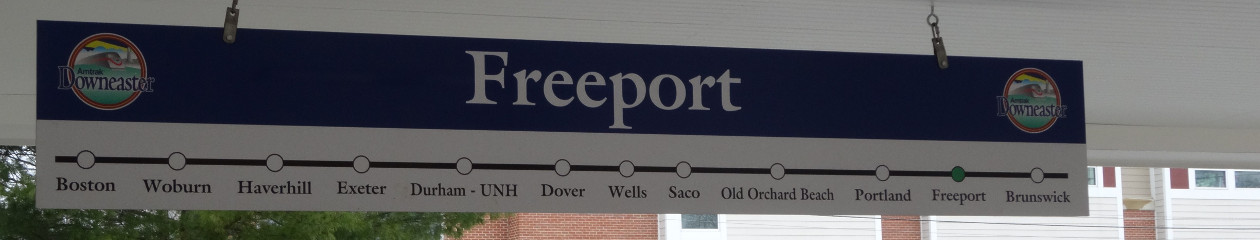 Freeport
Amtrak
Downeaster
Amtrak
Downeaster
Boston Woburn Haverhill Exeter Durham - UNH Dover Wells Saco Old Orchard Beach Portland Freeport Brunswick